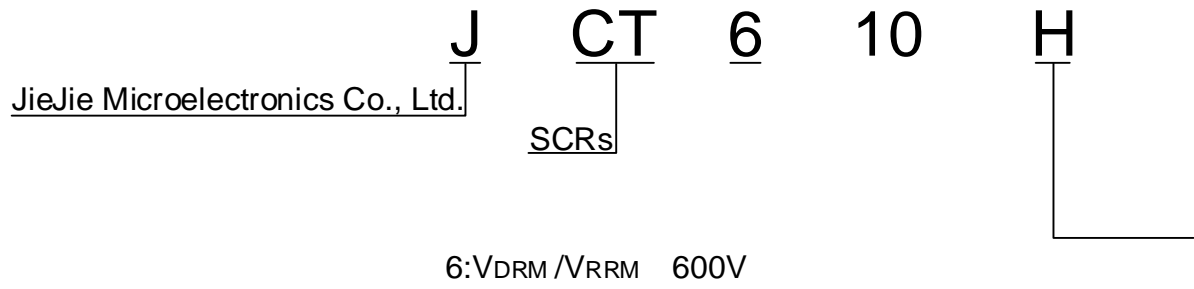 J CT 6 10 H
JieJie Microelectronics Co., Ltd.
SCRs
6:VDRM/VRRM 600V